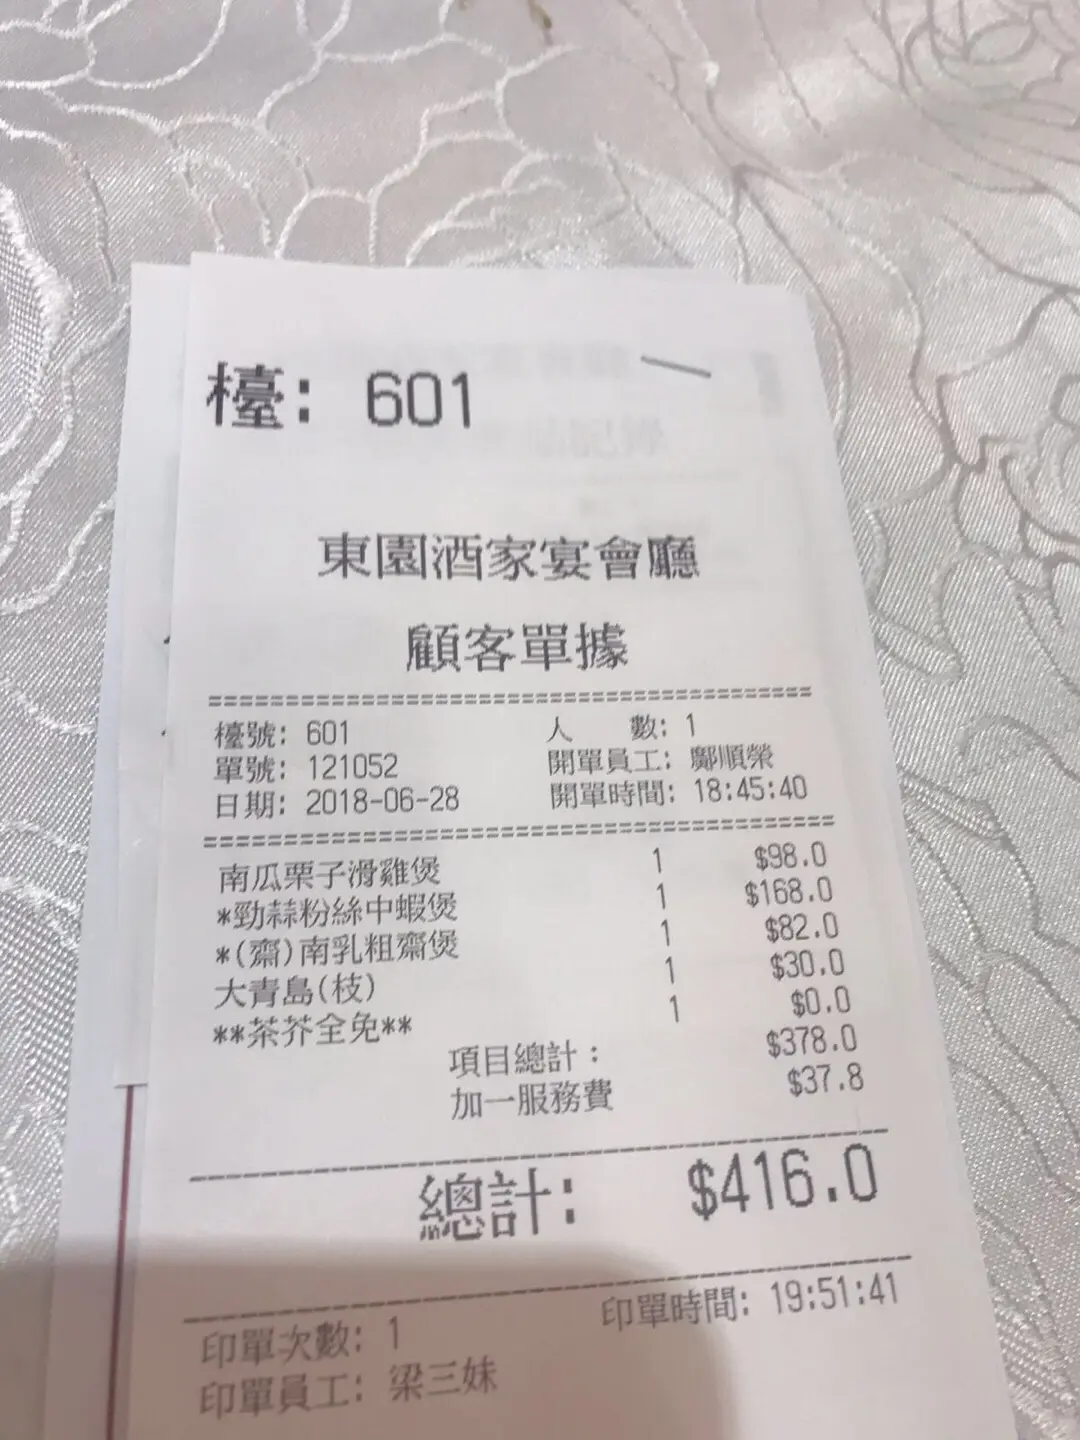 檯: 601
東園酒家宴會廳
顧客單據
========================================
檯號: 601 人 數: 1
單號: 121052 開單員工: 鄺順榮
日期: 2018-06-28 開單時間: 18:45:40
========================================
南瓜栗子滑雞煲 1 $98.0
*勁蒜粉絲中蝦煲 1 $168.0
*(齋)南乳粗齋煲 1 $82.0
大青島(枝) 1 $30.0
**茶芥全免** 1 $0.0
項目總計: $378.0
加一服務費 $37.8
總計: $416.0
印單次數: 1 印單時間: 19:51:41
印單員工: 梁三妹